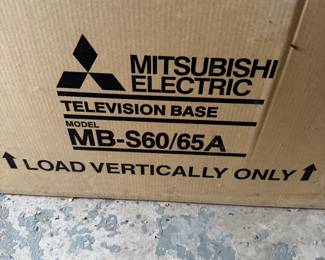 MITSUBISHI
ELECTRIC
TELEVISION BASE
MODEL
MB-S60/65A
LOAD VERTICALLY ONLY